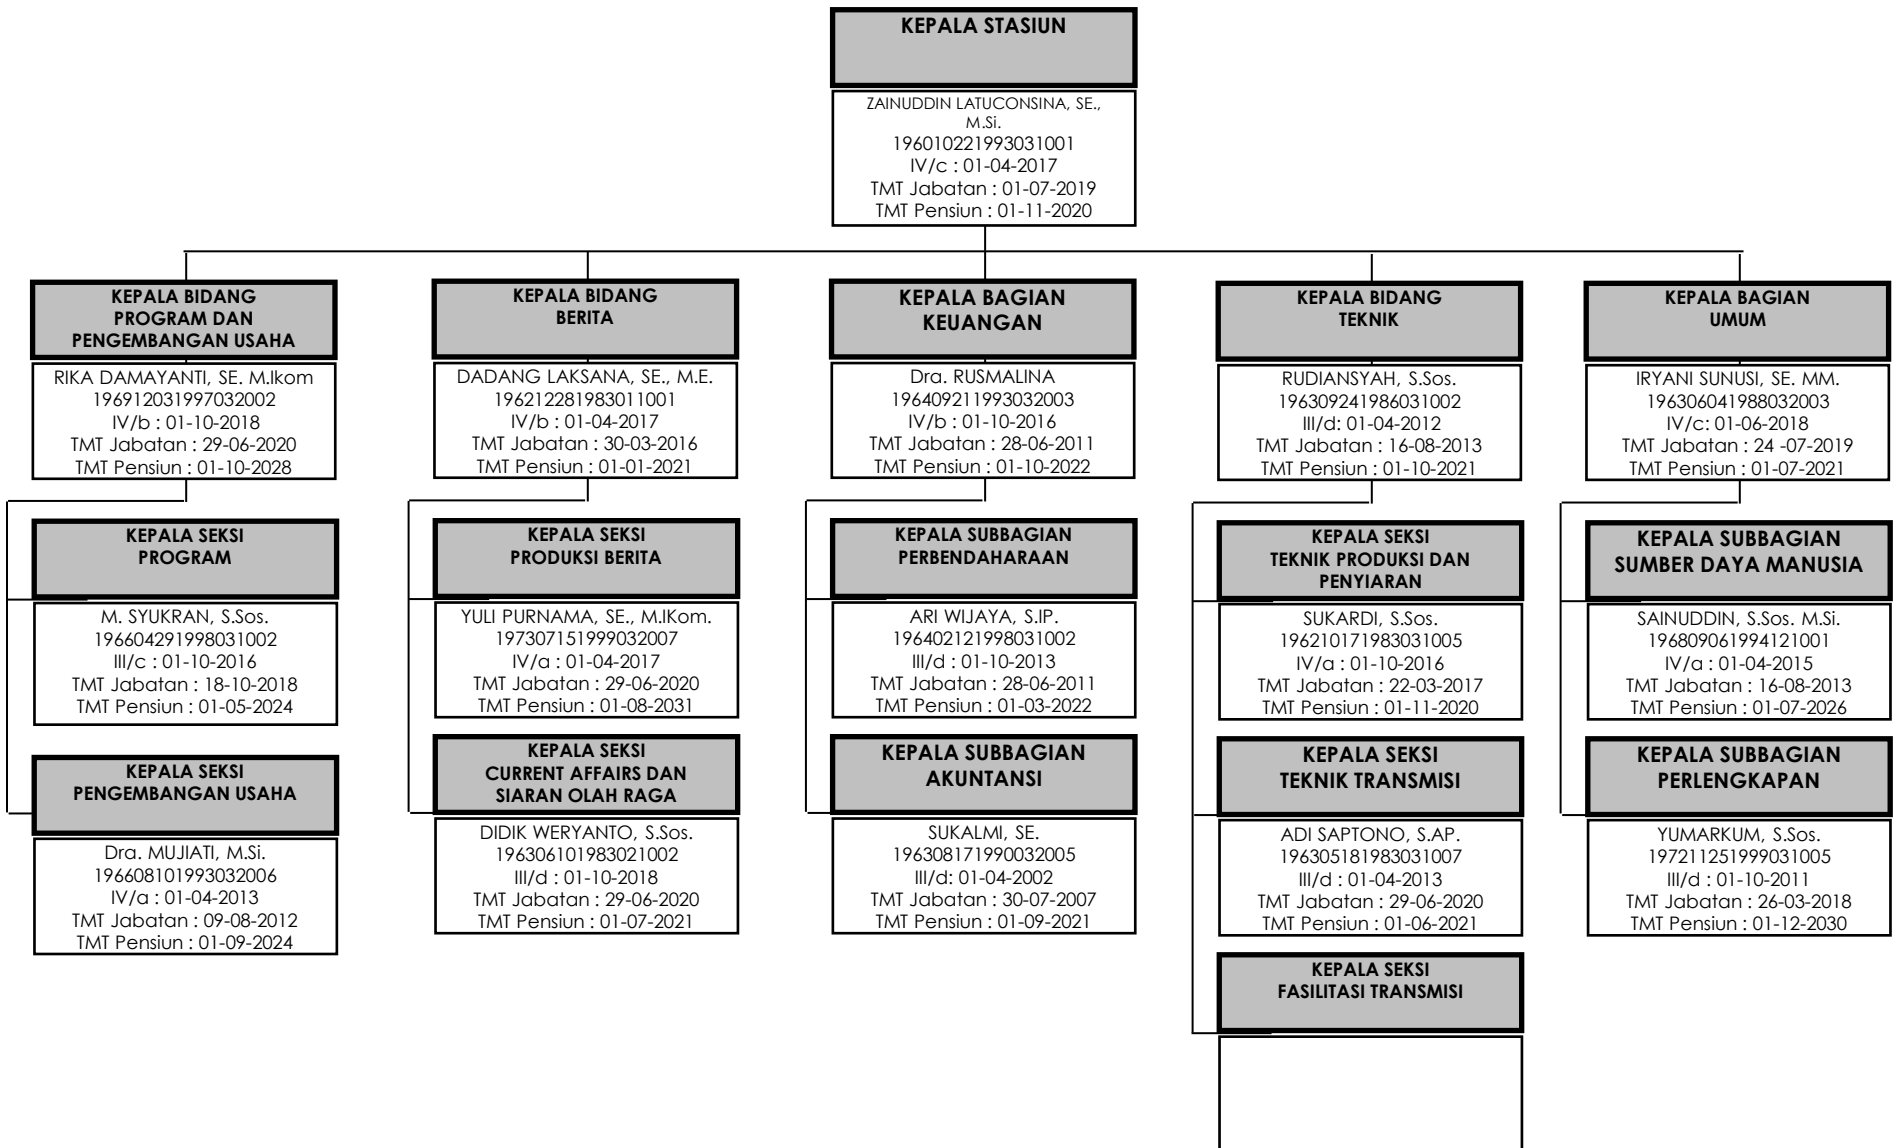 KEPALA STASIUN
ZAINUDDIN LATUCONSINA, SE.,
M.Si.
196010221993031001
IV/c : 01-04-2017
TMT Jabatan : 01-07-2019
TMT Pensiun : 01-11-2020
KEPALA BIDANG
PROGRAM DAN
PENGEMBANGAN USAHA
RIKA DAMAYANTI, SE. M.Ikom
196912031997032002
IV/b : 01-10-2018
TMT Jabatan : 29-06-2020
TMT Pensiun : 01-10-2028
KEPALA SEKSI
PROGRAM
M. SYUKRAN, S.Sos.
196604291998031002
III/c : 01-10-2016
TMT Jabatan : 18-10-2018
TMT Pensiun : 01-05-2024
KEPALA SEKSI
PENGEMBANGAN USAHA
Dra. MUJIATI, M.Si.
196608101993032006
IV/a : 01-04-2013
TMT Jabatan : 09-08-2012
TMT Pensiun : 01-09-2024
KEPALA BIDANG
BERITA
DADANG LAKSANA, SE., M.E.
196212281983011001
IV/b : 01-04-2017
TMT Jabatan : 30-03-2016
TMT Pensiun : 01-01-2021
KEPALA SEKSI
PRODUKSI BERITA
YULI PURNAMA, SE., M.IKom.
197307151999032007
IV/a : 01-04-2017
TMT Jabatan : 29-06-2020
TMT Pensiun : 01-08-2031
KEPALA SEKSI
CURRENT AFFAIRS DAN
SIARAN OLAH RAGA
DIDIK WERYANTO, S.Sos.
196306101983021002
III/d : 01-10-2018
TMT Jabatan : 29-06-2020
TMT Pensiun : 01-07-2021
KEPALA BAGIAN
KEUANGAN
Dra. RUSMALINA
196409211993032003
IV/b : 01-10-2016
TMT Jabatan : 28-06-2011
TMT Pensiun : 01-10-2022
KEPALA SUBBAGIAN
PERBENDAHARAAN
ARI WIJAYA, S.IP.
196402121998031002
III/d : 01-10-2013
TMT Jabatan : 28-06-2011
TMT Pensiun : 01-03-2022
KEPALA SUBBAGIAN
AKUNTANSI
SUKALMI, SE.
196308171990032005
III/d: 01-04-2002
TMT Jabatan : 30-07-2007
TMT Pensiun : 01-09-2021
KEPALA BIDANG
TEKNIK
RUDIANSYAH, S.Sos.
196309241986031002
III/d: 01-04-2012
TMT Jabatan : 16-08-2013
TMT Pensiun : 01-10-2021
KEPALA SEKSI
TEKNIK PRODUKSI DAN
PENYIARAN
SUKARDI, S.Sos.
196210171983031005
IV/a : 01-10-2016
TMT Jabatan : 22-03-2017
TMT Pensiun : 01-11-2020
KEPALA SEKSI
TEKNIK TRANSMISI
ADI SAPTONO, S.AP.
196305181983031007
III/d : 01-04-2013
TMT Jabatan : 29-06-2020
TMT Pensiun : 01-06-2021
KEPALA SEKSI
FASILITASI TRANSMISI
KEPALA BAGIAN
UMUM
IRYANI SUNUSI, SE. MM.
196306041988032003
IV/c: 01-06-2018
TMT Jabatan : 24 -07-2019
TMT Pensiun : 01-07-2021
KEPALA SUBBAGIAN
SUMBER DAYA MANUSIA
SAINUDDIN, S.Sos. M.Si.
196809061994121001
IV/a : 01-04-2015
TMT Jabatan : 16-08-2013
TMT Pensiun : 01-07-2026
KEPALA SUBBAGIAN
PERLENGKAPAN
YUMARKUM, S.Sos.
197211251999031005
III/d : 01-10-2011
TMT Jabatan : 26-03-2018
TMT Pensiun : 01-12-2030